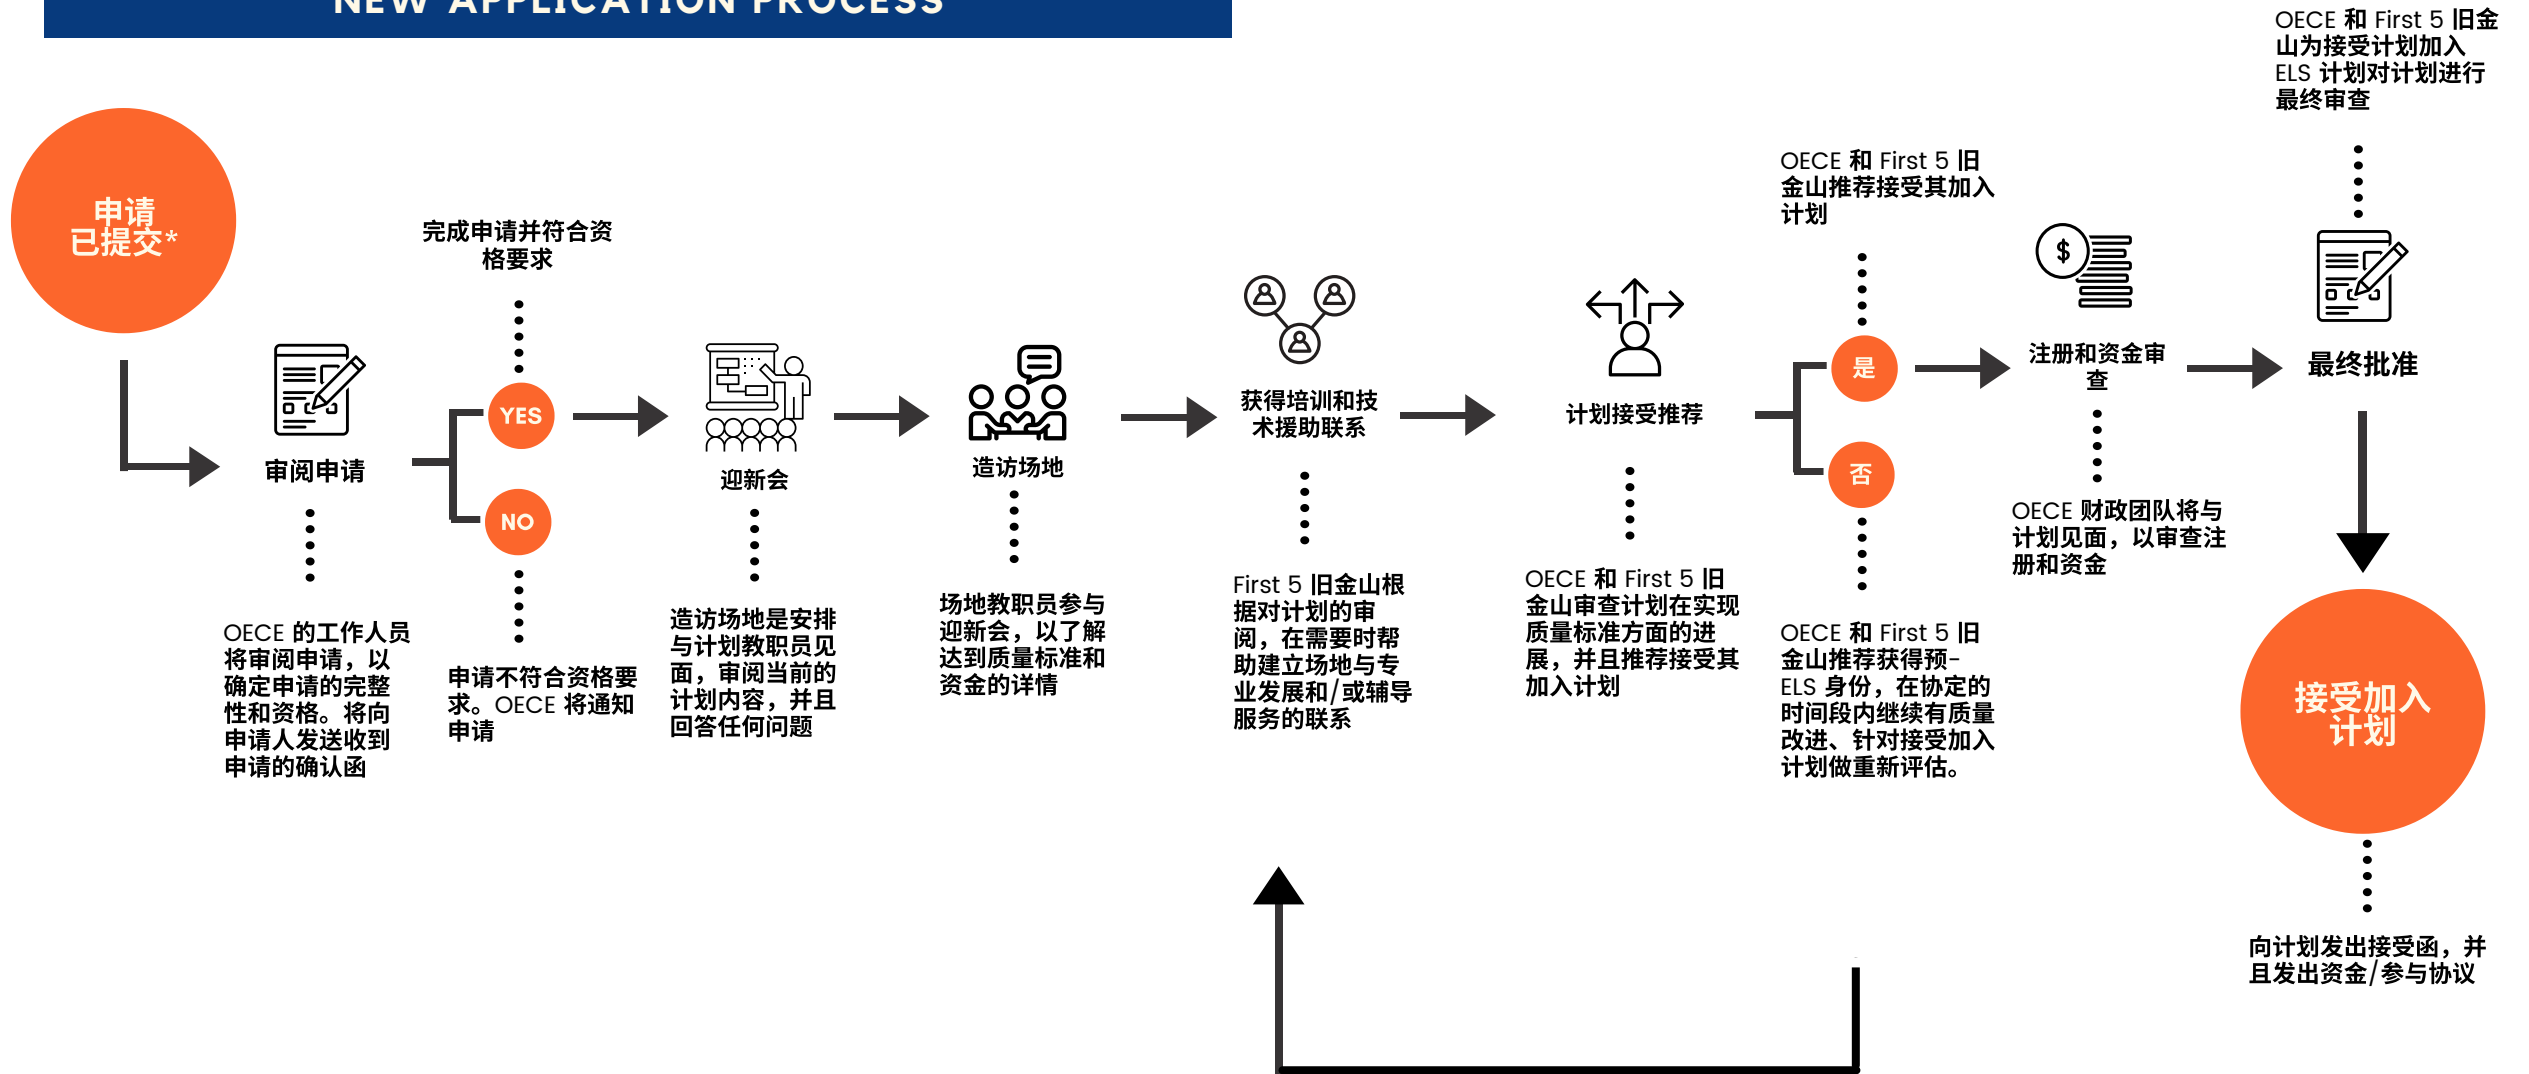 NEW APPLICATION PROCESS
申请
已提交*
审阅申请
OECE 的工作人员
将审阅申请，以
确定申请的完整
性和资格。将向
申请人发送收到
申请的确认函
完成申请并符合资
格要求
YES
NO
申请不符合资格要
求。OECE 将通知
申请
迎新会
造访场地是安排
与计划教职员见
面，审阅当前的
计划内容，并且
回答任何问题
造访场地
场地教职员参与
迎新会，以了解
达到质量标准和
资金的详情
获得培训和技
术援助联系
First 5 旧金山根
据对计划的审
阅，在需要时帮
助建立场地与专
业发展和/或辅导
服务的联系
计划接受推荐
OECE 和 First 5 旧
金山审查计划在实现
质量标准方面的进
展，并且推荐接受其
加入计划
OECE 和 First 5 旧
金山推荐接受其加入
计划
是
否
OECE 和 First 5 旧
金山推荐获得预-
ELS 身份，在协定的
时间段内继续有质量
改进、针对接受加入
计划做重新评估。
$
注册和资金审
查
OECE 财政团队将与
计划见面，以审查注
册和资金
OECE 和 First 5 旧金
山为接受计划加入
ELS 计划对计划进行
最终审查
最终批准
接受加入
计划
向计划发出接受函，并
且发出资金/参与协议